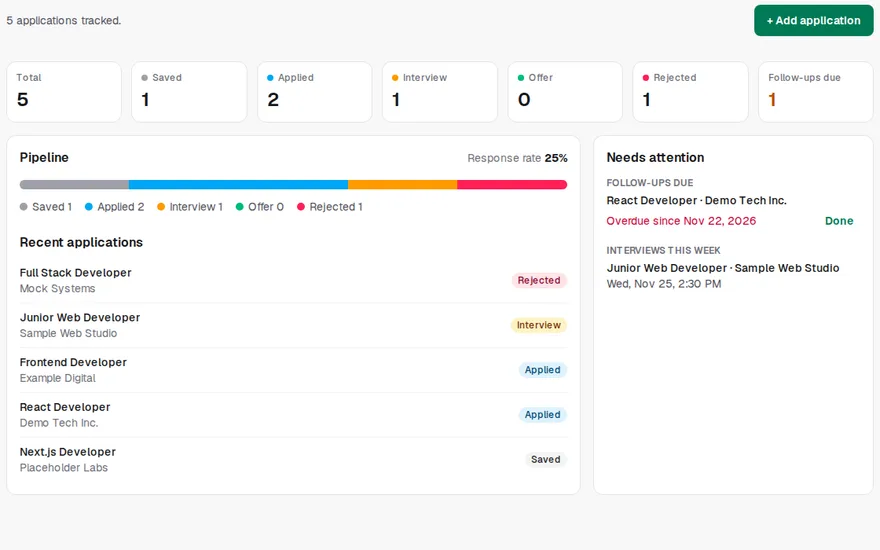 5 applications tracked.
+ Add application
Total
5
Saved
1
Applied
2
Interview
1
Offer
0
Rejected
1
Follow-ups due
1
Pipeline
Response rate 25%
Saved 1 Applied 2 Interview 1 Offer 0 Rejected 1
Recent applications
Full Stack Developer
Mock Systems
Rejected
Junior Web Developer
Sample Web Studio
Interview
Frontend Developer
Example Digital
Applied
React Developer
Demo Tech Inc.
Applied
Next.js Developer
Placeholder Labs
Saved
Needs attention
FOLLOW-UPS DUE
React Developer · Demo Tech Inc.
Overdue since Nov 22, 2026
Done
INTERVIEWS THIS WEEK
Junior Web Developer · Sample Web Studio
Wed, Nov 25, 2:30 PM